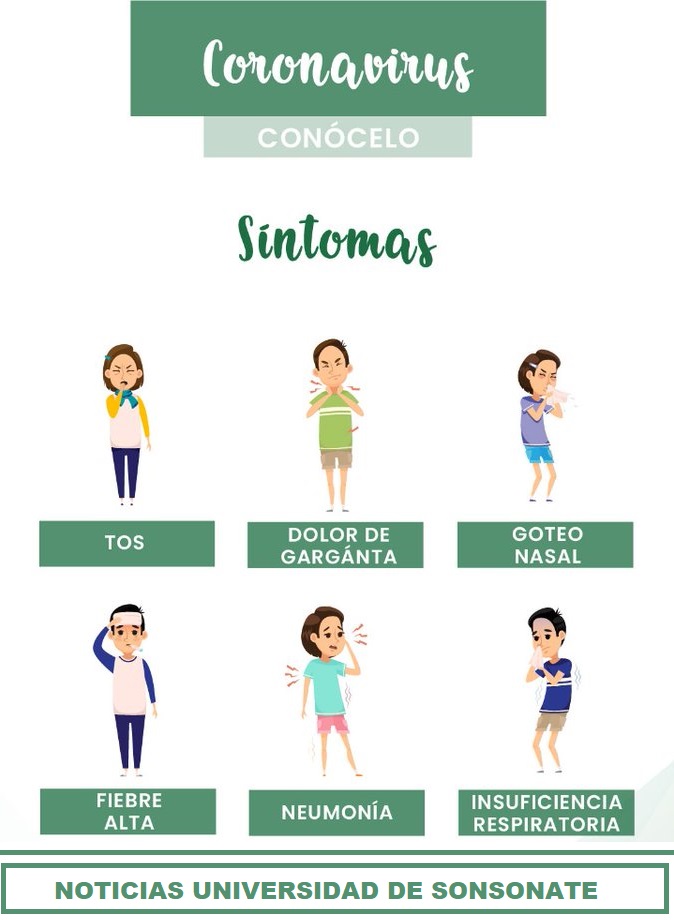 Coronavirus
CONÓCELO
Síntomas
TOS
DOLOR DE
GARGÁNTA
GOTEO
NASAL
FIEBRE
ALTA
NEUMONÍA
INSUFICIENCIA
RESPIRATORIA
NOTICIAS UNIVERSIDAD DE SONSONATE